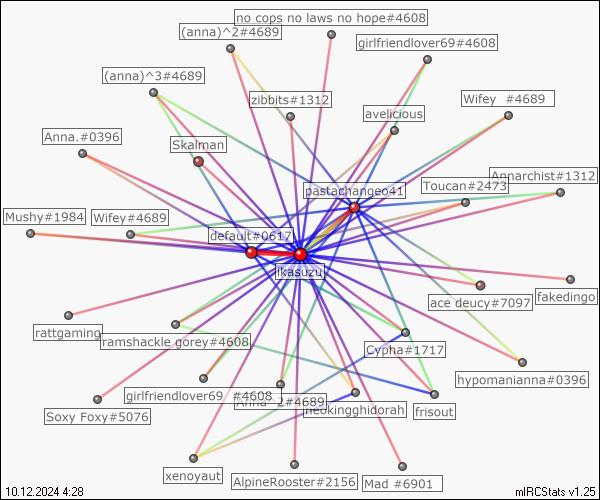 no cops no laws no hope#4608
(anna)^2#4689
girlfriendlover69#4608
(anna)^3#4689
zibbits#1312
Wifey  #4689
avelicious
Anna.#0396
Skalman
Annarchist#1312
Toucan#2473
pastachangeo41
Mushy#1984
Wifey#4689
default#0617
ikasuzu
ace deucy#7097
fakedingo
rattgaming
ramshackle gorey#4608
Cypha#1717
hypomanianna#0396
girlfriendlover69  #4608
Anna^2#4689
neokingghidorah
frisout
Soxy Foxy#5076
xenoyaut
AlpineRooster#2156
Mad  #6901
10.12.2024 4:28
mIRCStats v1.25